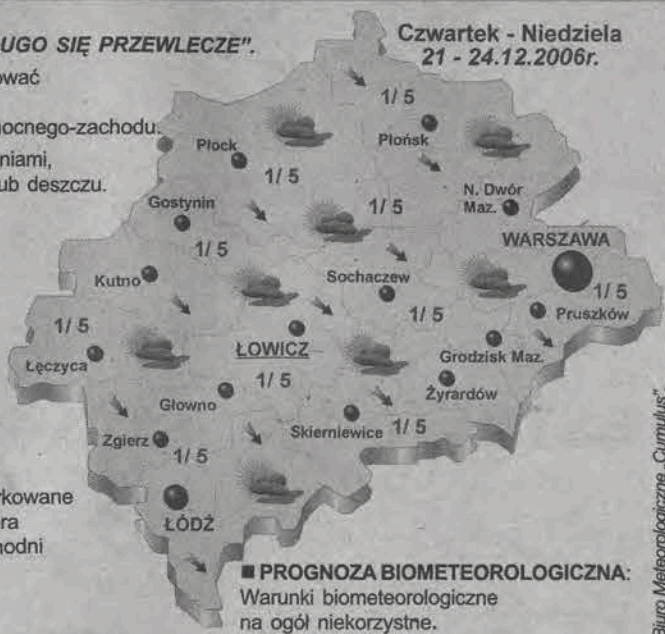 UGO SIĘ PRZEWLECZE".
ować
nocnego-zachodu.
niami,
ub deszczu.
Czwartek - Niedziela
21 - 24.12.2006r.
1/ 5
Płońsk
Płock
1/ 5
N. Dwór
Maz.
Gostynin
1/ 5
1/ 5
WARSZAWA
Kutno
Sochaczew
1/ 5
Pruszków
1/ 5
1/ 5
ŁOWICZ
Grodzisk Maz.
Łęczyca
1/ 5
Żyrardów
Głowno
Skierniewice
1/ 5
Zgierz
1/ 5
ŁÓDŹ
kowane
ra
hodni
■ PROGNOZA BIOMETEOROLOGICZNA:
Warunki biometeorologiczne
na ogół niekorzystne.
Biuro Meteorologiczne „Cumulus"